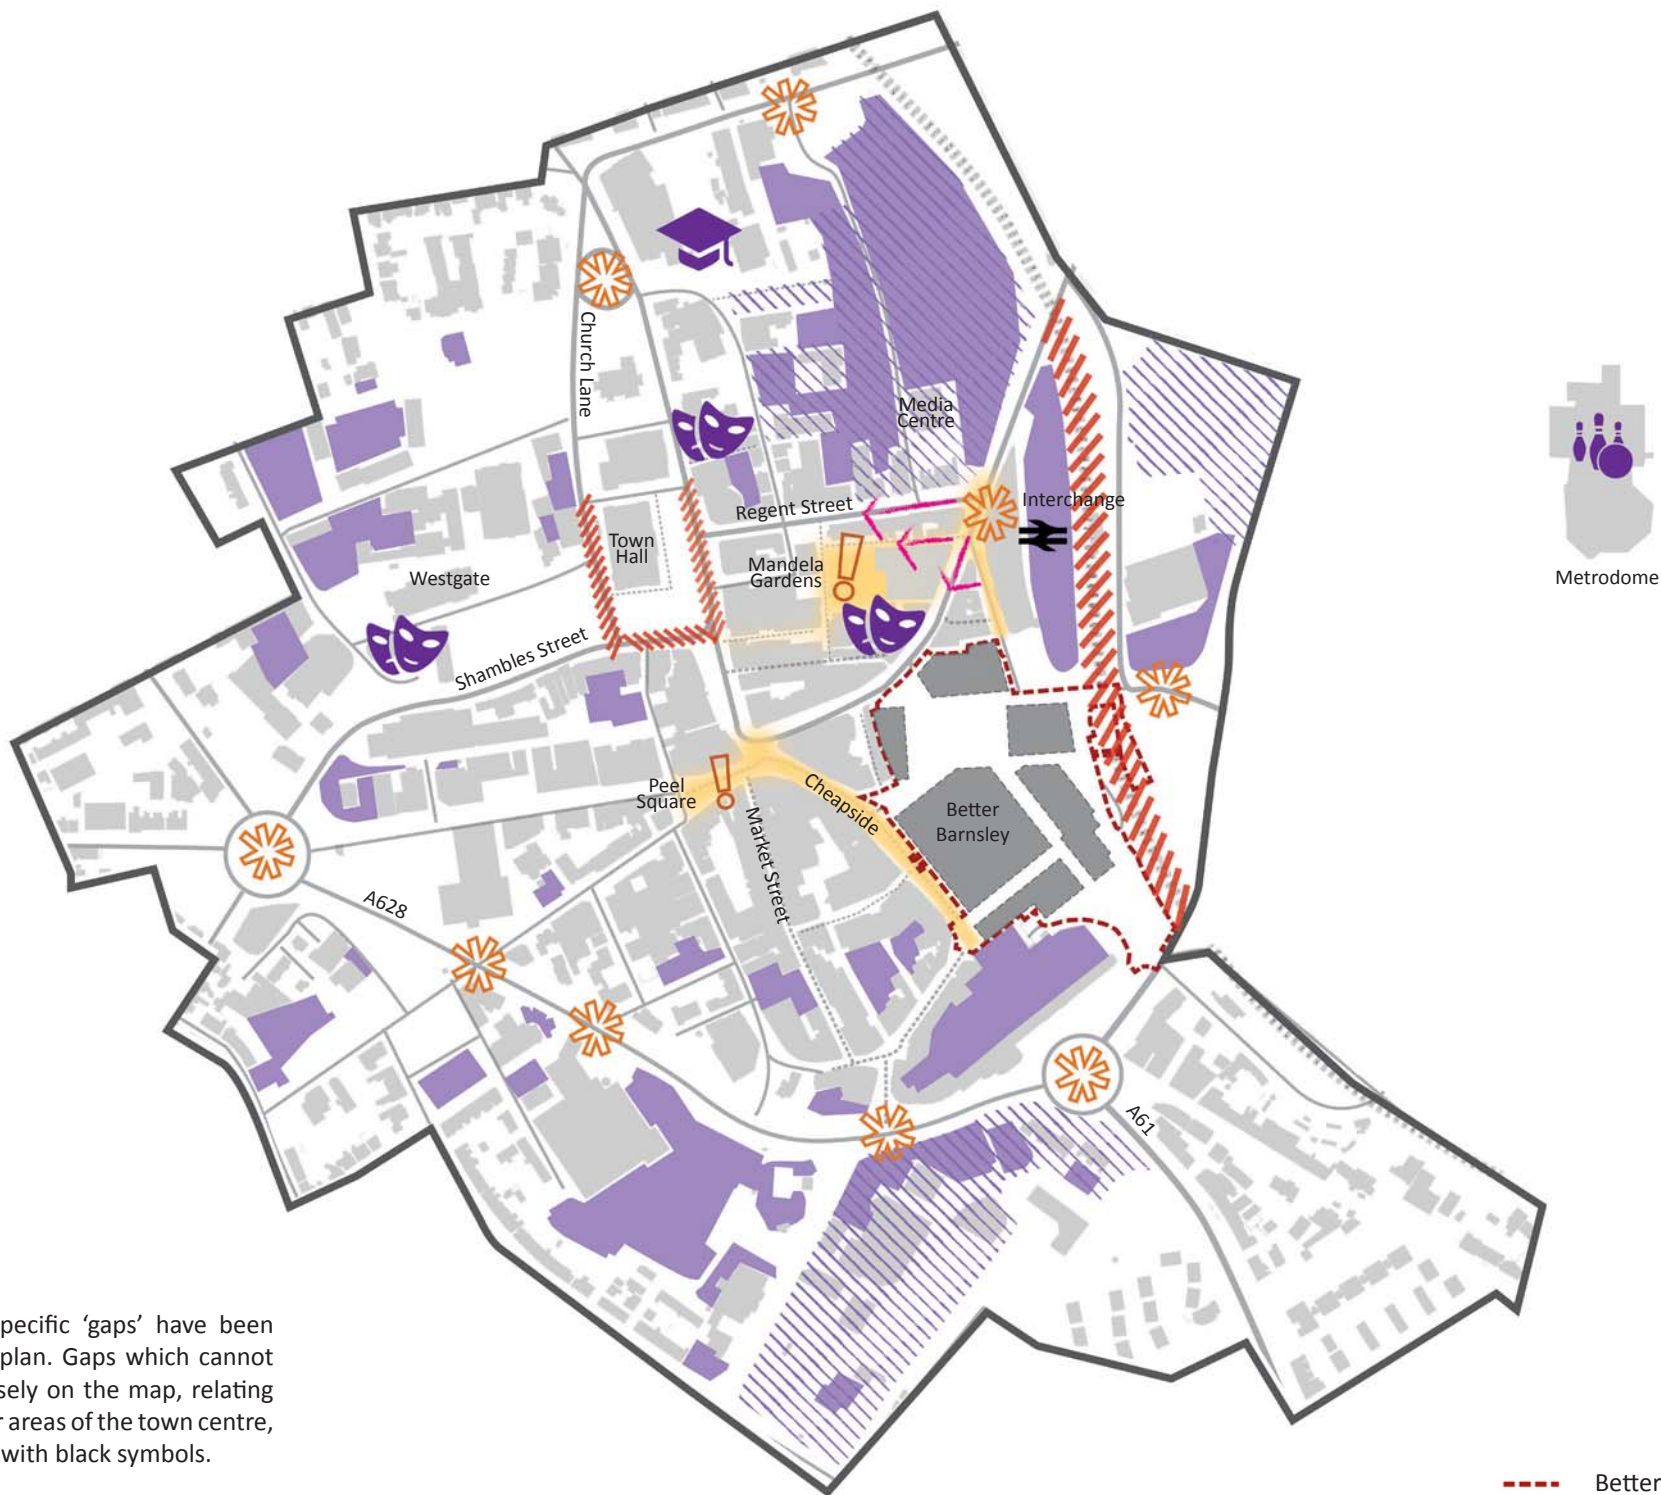 Church Lane
Media
Centre
Regent Street
Interchange
Town
Hall
Mandela
Gardens
Westgate
Metrodome
Shambles Street
Peel
Square
Cheapside
Market Street
Better
Barnsley
A628
A61
pecific ‘gaps’ have been
plan. Gaps which cannot
sely on the map, relating
r areas of the town centre,
with black symbols.
Better